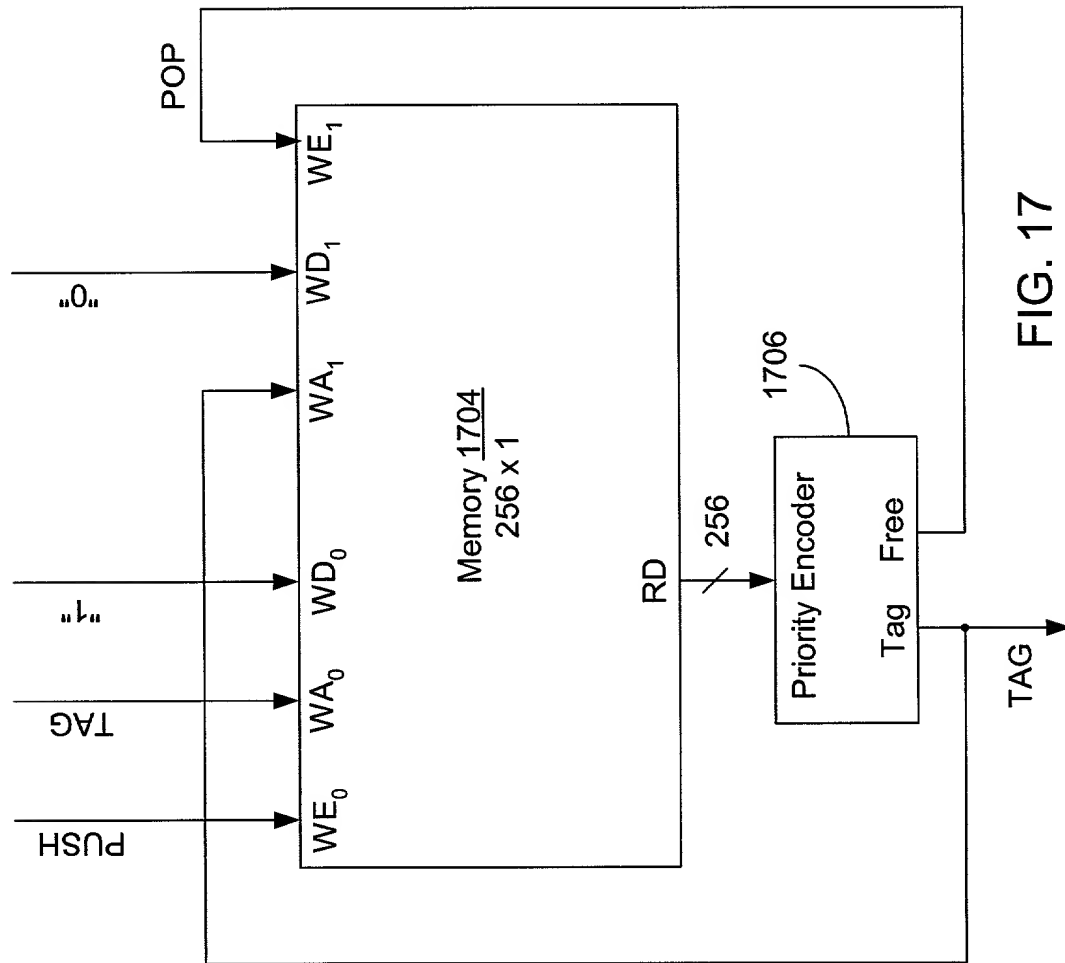 PUSH
TAG
"1"
"0"
POP
WE₀
WA₀
WD₀
WA₁
WD₁
WE₁
Memory 1704
256 x 1
RD
256
1706
Priority Encoder
Tag Free
TAG
FIG. 17